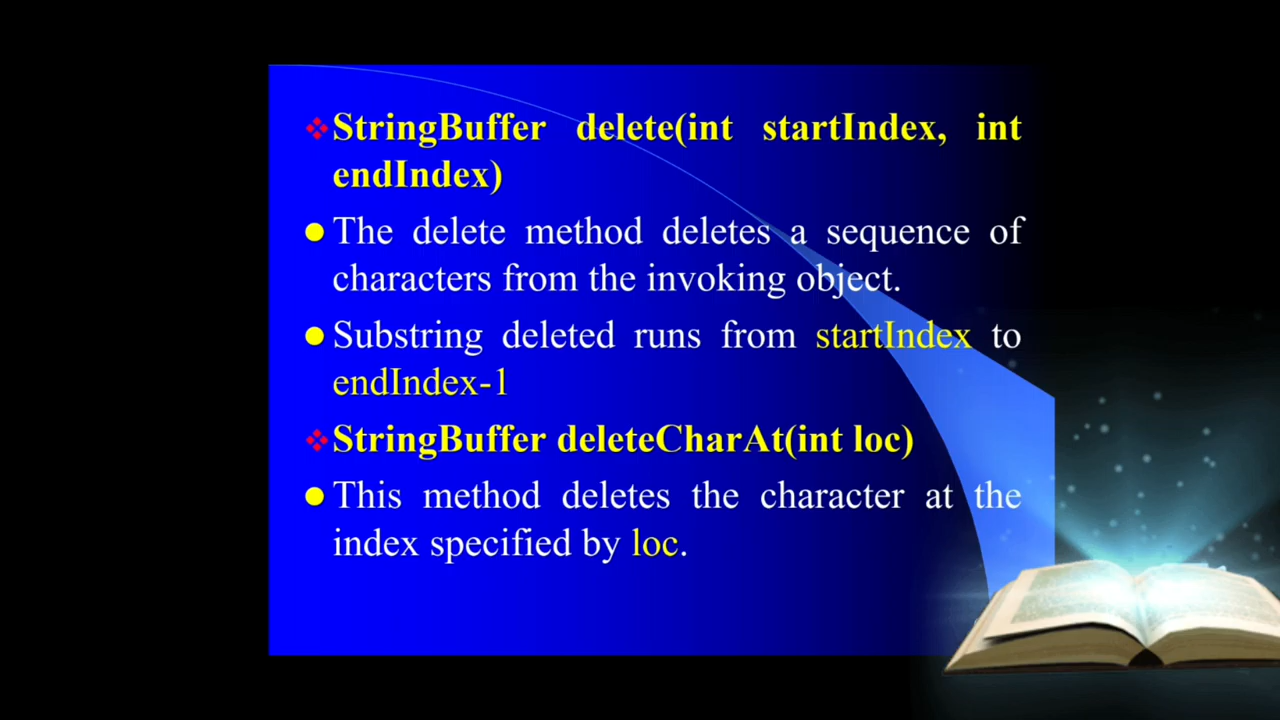 StringBuffer delete(int startIndex, int
endIndex)
The delete method deletes a sequence of
characters from the invoking object.
Substring deleted runs from startIndex to
endIndex-1
StringBuffer deleteCharAt(int loc)
This method deletes the character at the
index specified by loc.